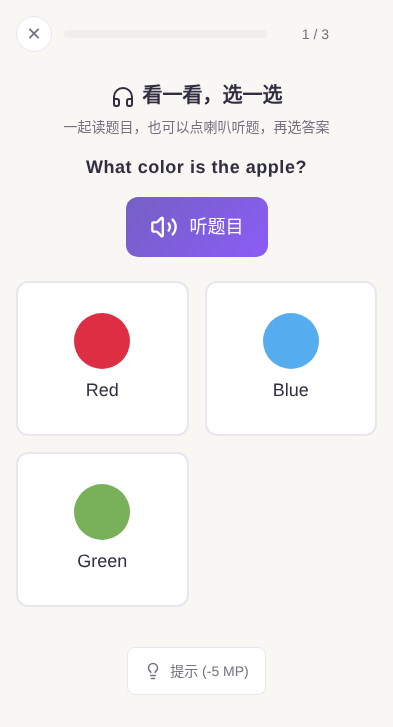 1 / 3
看一看，选一选
一起读题目，也可以点喇叭听题，再选答案
What color is the apple?
听题目
Red
Blue
Green
提示 (-5 MP)